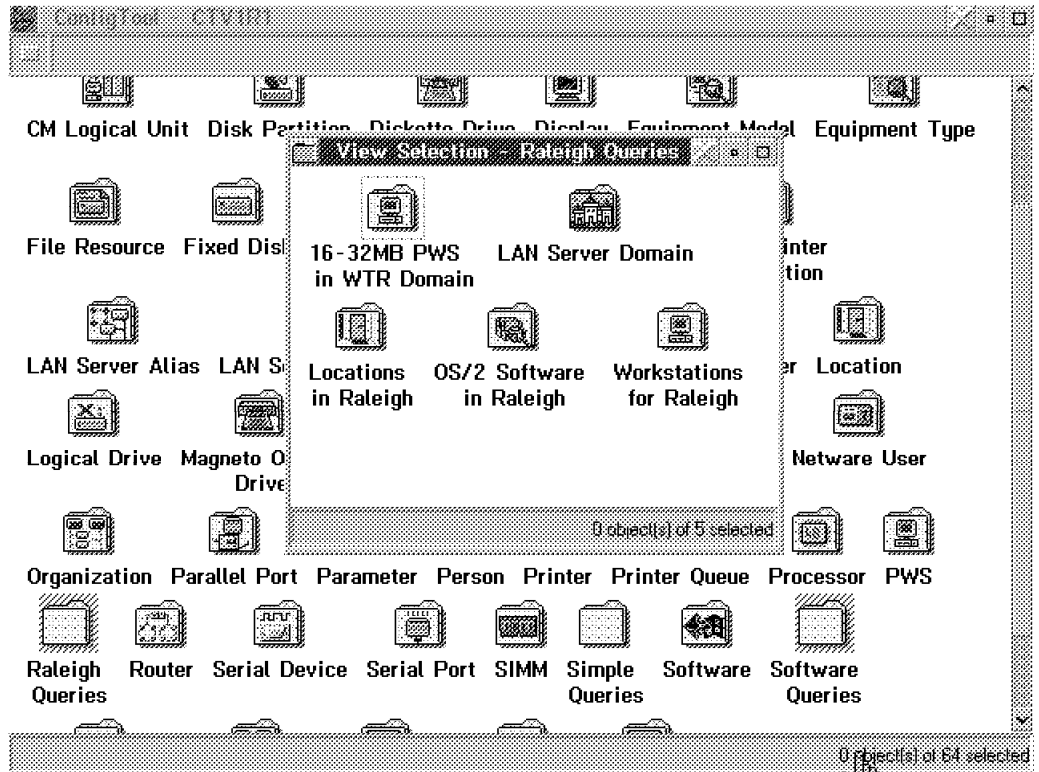 ConfigTool - CTV1R1
CM Logical Unit Disk Partition Diskette Drive Display Equipment Model Equipment Type
View Selection - Raleigh Queries
16-32MB PWS
in WTR Domain
LAN Server Domain
Locations
in Raleigh
OS/2 Software
in Raleigh
Workstations
for Raleigh
0 object(s) of 5 selected
File Resource Fixed Dis
inter
tion
LAN Server Alias LAN S
er Location
Logical Drive Magneto O
Drive
Netware User
Organization Parallel Port Parameter Person Printer Printer Queue Processor PWS
Raleigh
Queries
Router Serial Device Serial Port SIMM
Simple
Queries
Software
Software
Queries
0 object(s) of 64 selected